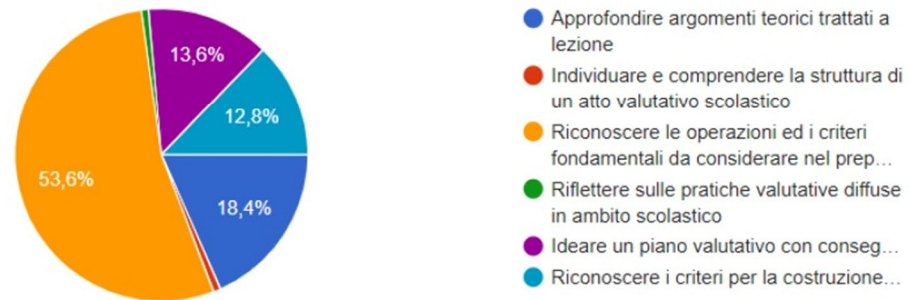 13,6%
12,8%
53,6%
18,4%
Approfondire argomenti teorici trattati a
lezione
Individuare e comprendere la struttura di
un atto valutativo scolastico
Riconoscere le operazioni ed i criteri
fondamentali da considerare nel prep...
Riflettere sulle pratiche valutative diffuse
in ambito scolastico
Ideare un piano valutativo con conseg...
Riconoscere i criteri per la costruzione...